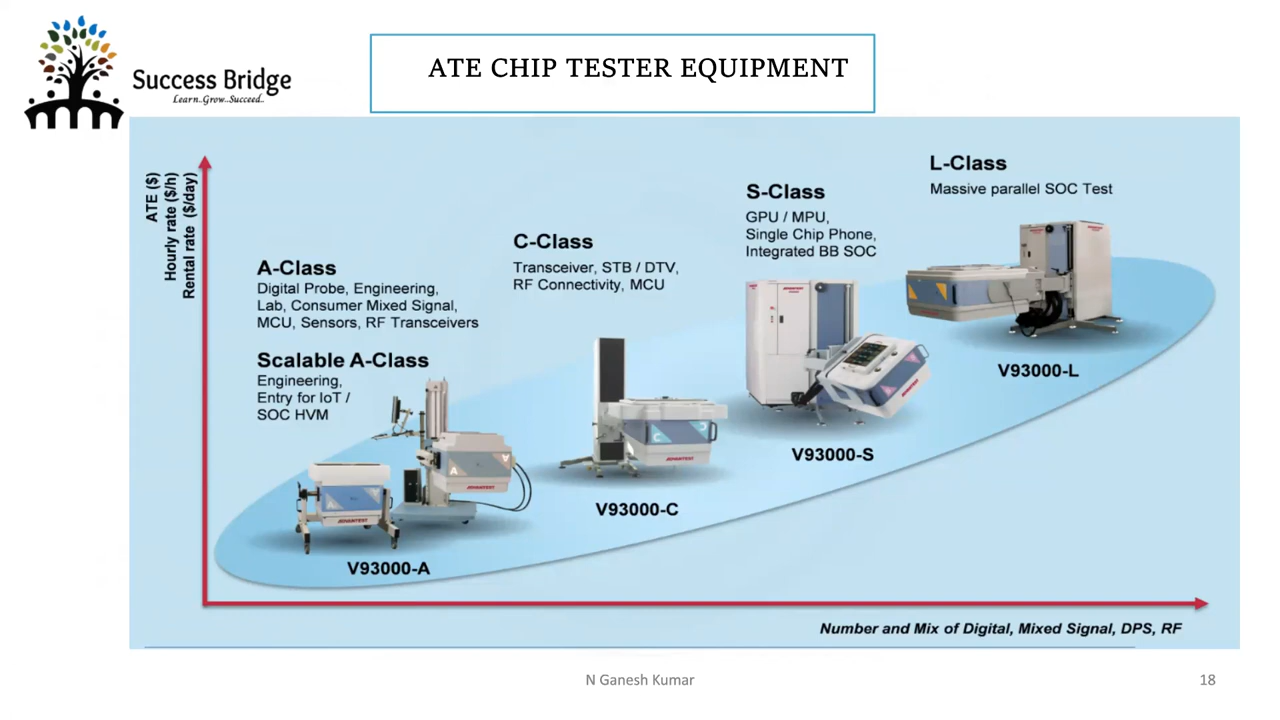 Success Bridge
Learn..Grow..Succeed..
ATE CHIP TESTER EQUIPMENT
ATE ($)
Hourly rate ($/h)
Rental rate ($/day)
A-Class
Digital Probe, Engineering,
Lab, Consumer Mixed Signal,
MCU, Sensors, RF Transceivers
Scalable A-Class
Engineering,
Entry for IoT /
SOC HVM
C-Class
Transceiver, STB / DTV,
RF Connectivity, MCU
S-Class
GPU / MPU,
Single Chip Phone,
Integrated BB SOC
L-Class
Massive parallel SOC Test
A
C
ADVANTEST
ADVANTEST
ADVANTEST
V93000-A
V93000-C
V93000-S
V93000-L
Number and Mix of Digital, Mixed Signal, DPS, RF
N Ganesh Kumar
18